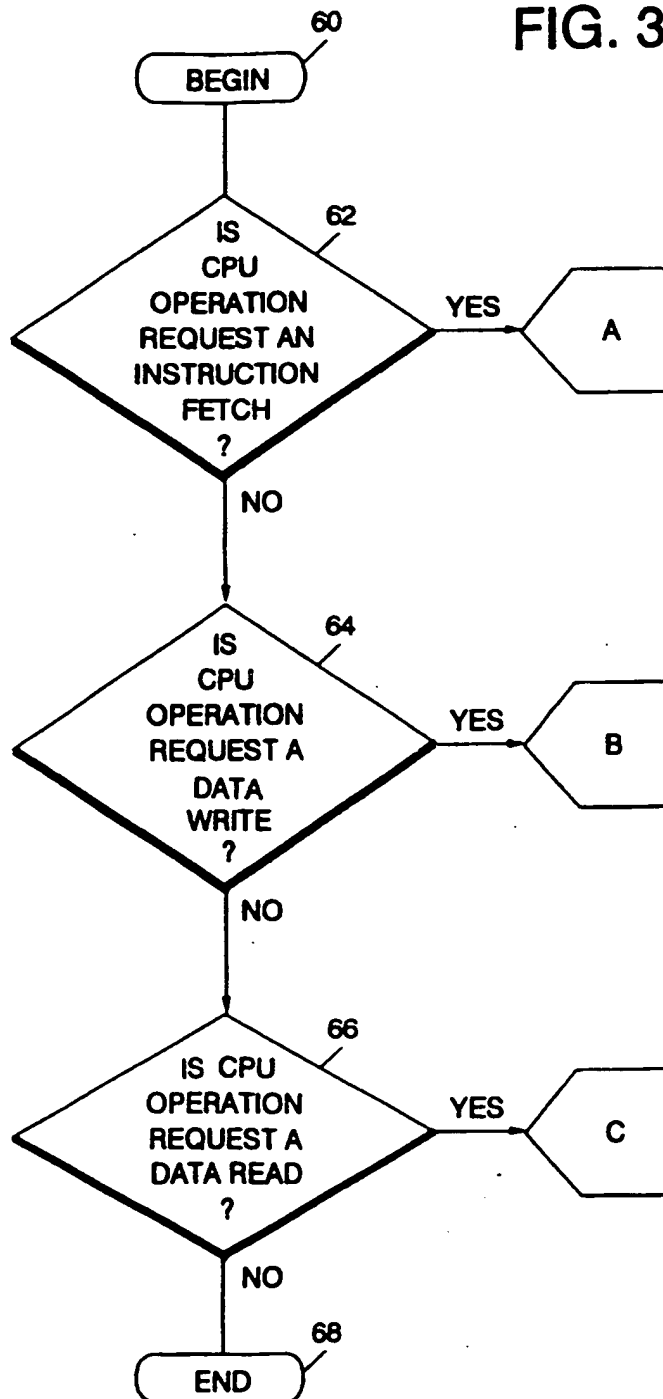 FIG. 3
60
BEGIN
62
IS
CPU
OPERATION
REQUEST AN
INSTRUCTION
FETCH
?
YES
A
NO
64
IS
CPU
OPERATION
REQUEST A
DATA
WRITE
?
YES
B
NO
66
IS CPU
OPERATION
REQUEST A
DATA READ
?
YES
C
NO
68
END